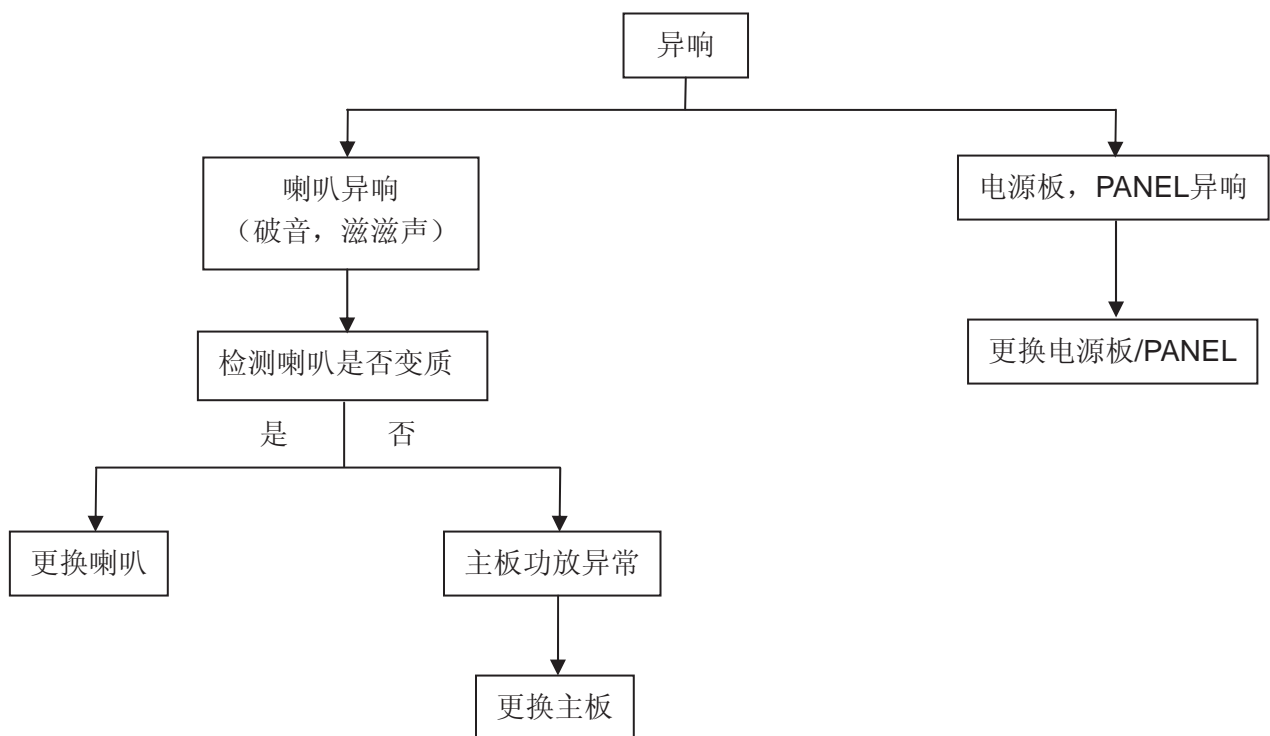 异响
喇叭异响
（破音，滋滋声）
电源板，PANEL异响
检测喇叭是否变质
更换电源板/PANEL
是
否
更换喇叭
主板功放异常
更换主板